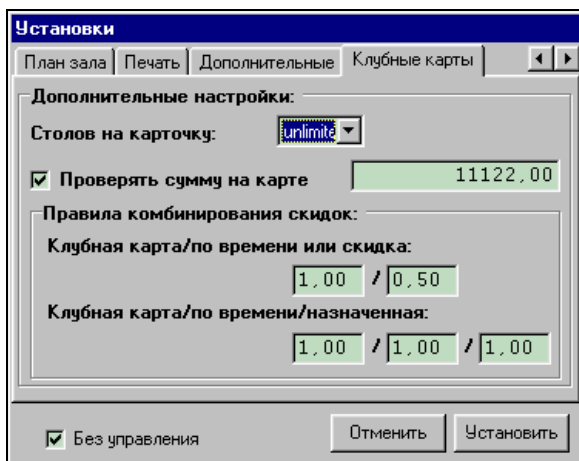 Установки
План зала Печать Дополнительные Клубные карты
Дополнительные настройки:
Столов на карточку: unlimite
Проверять сумму на карте 11122,00
Правила комбинирования скидок:
Клубная карта/по времени или скидка:
1,00 / 0,50
Клубная карта/по времени/назначенная:
1,00 / 1,00 / 1,00
Без управления Отменить Установить